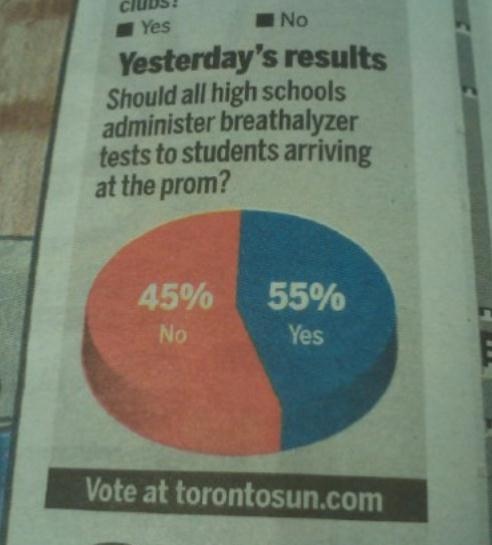 clubs?
Yes No
Yesterday's results
Should all high schools
administer breathalyzer
tests to students arriving
at the prom?
45% 55%
No Yes
Vote at torontosun.com